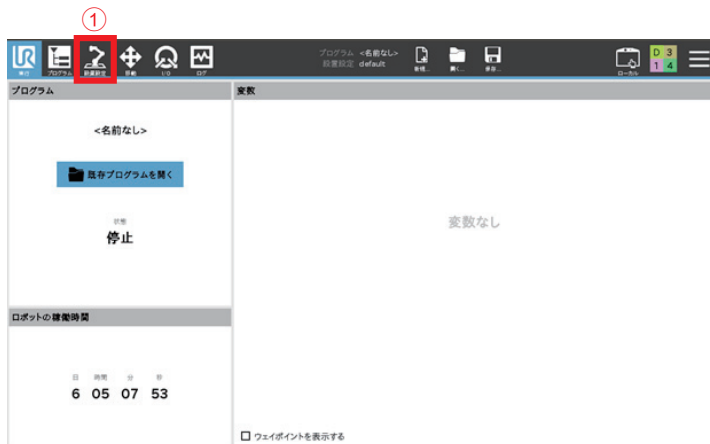 ①
実行 プログラム 設置設定 移動 I/O ログ
プログラム <名前なし>
設置設定 default
新規... 開く... 保存...
ローカル
D 3
1 4
プログラム
変数
<名前なし>
既存プログラムを開く
状態
停止
変数なし
ロボットの稼働時間
日 時間 分 秒
6 05 07 53
ウェイポイントを表示する